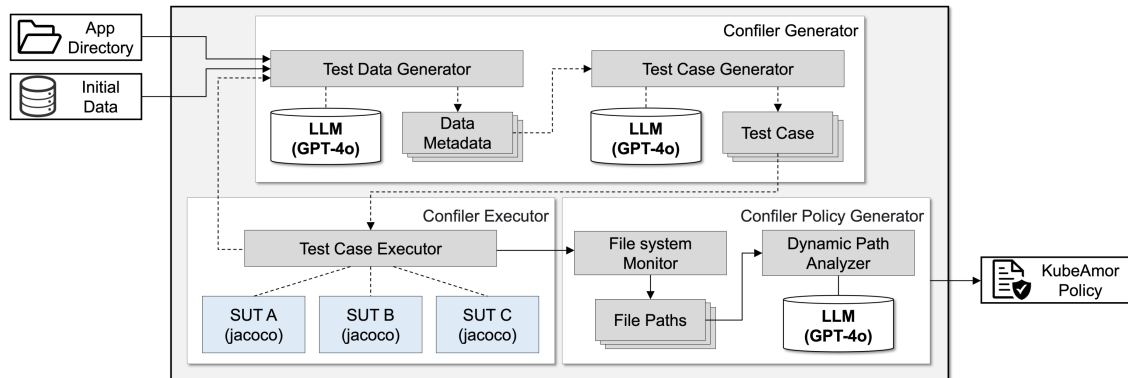 App
Directory
Initial
Data
Confiler Generator
Test Data Generator
LLM
(GPT-4o)
Data
Metadata
Test Case Generator
LLM
(GPT-4o)
Test Case
Confiler Executor
Test Case Executor
SUT A
(jacoco)
SUT B
(jacoco)
SUT C
(jacoco)
Confiler Policy Generator
File system
Monitor
File Paths
Dynamic Path
Analyzer
LLM
(GPT-4o)
KubeAmor
Policy